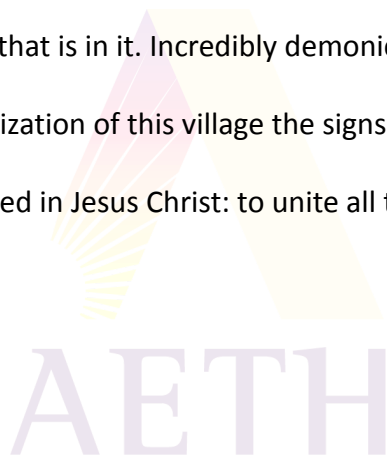 that is in it. Incredibly demonic
ization of this village the signs
ed in Jesus Christ: to unite all
AETH